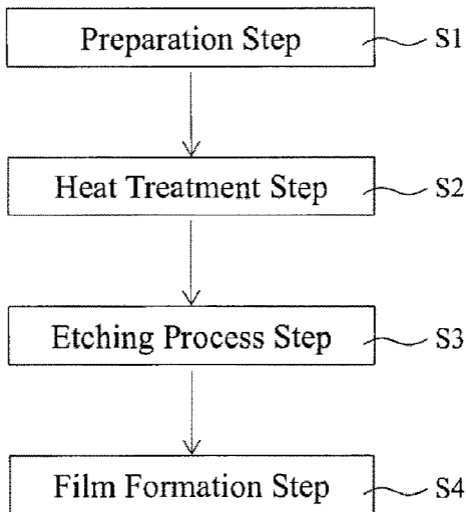 Preparation Step S1
Heat Treatment Step S2
Etching Process Step S3
Film Formation Step S4